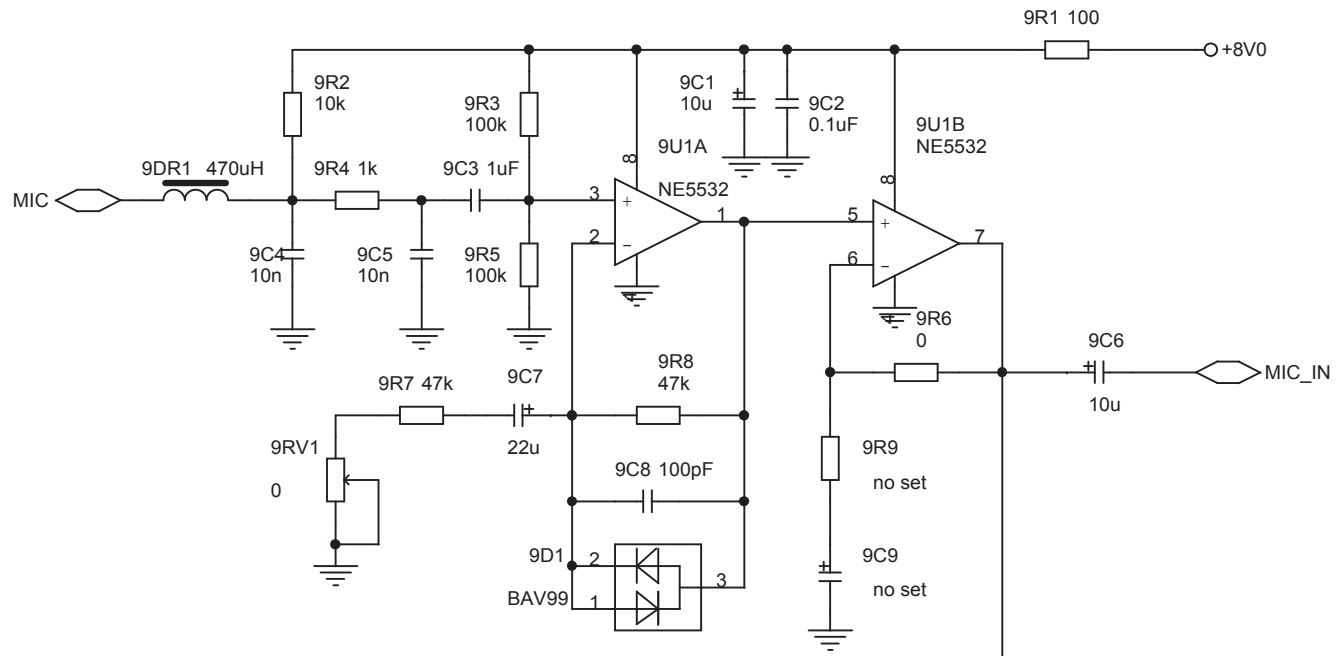 9R1 100
+8V0
9R2
10k
9R3
100k
9C1
10u
9C2
0.1uF
9U1B
NE5532
9U1A
NE5532
8
8
9DR1 470uH
9R4 1k
9C3 1uF
MIC
3
+
2
−
1
5
+
6
−
7
9C4
10n
9C5
10n
9R5
100k
9R6
0
9C6
+
10u
MIC_IN
9R7 47k
9C7
+
22u
9R8
47k
9RV1
0
9C8 100pF
9R9
no set
9D1
BAV99
2
1
3
9C9
+
no set
+